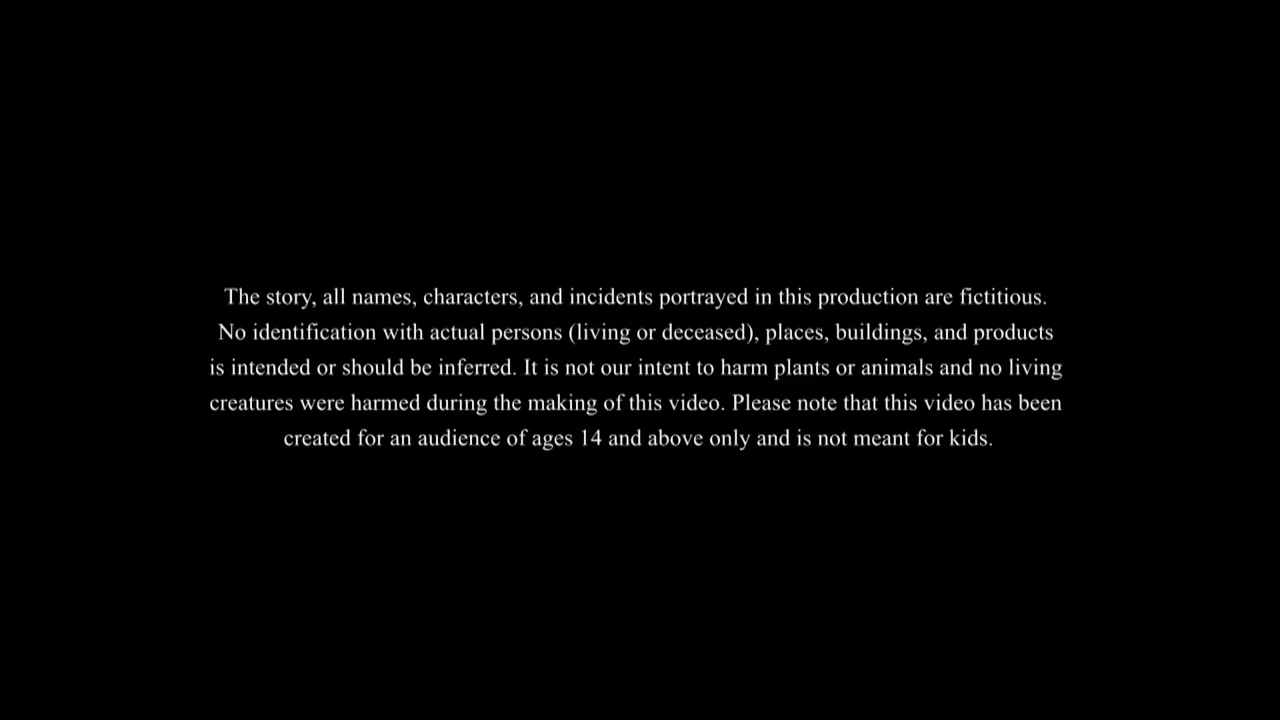 The story, all names, characters, and incidents portrayed in this production are fictitious.
No identification with actual persons (living or deceased), places, buildings, and products
is intended or should be inferred. It is not our intent to harm plants or animals and no living
creatures were harmed during the making of this video. Please note that this video has been
created for an audience of ages 14 and above only and is not meant for kids.